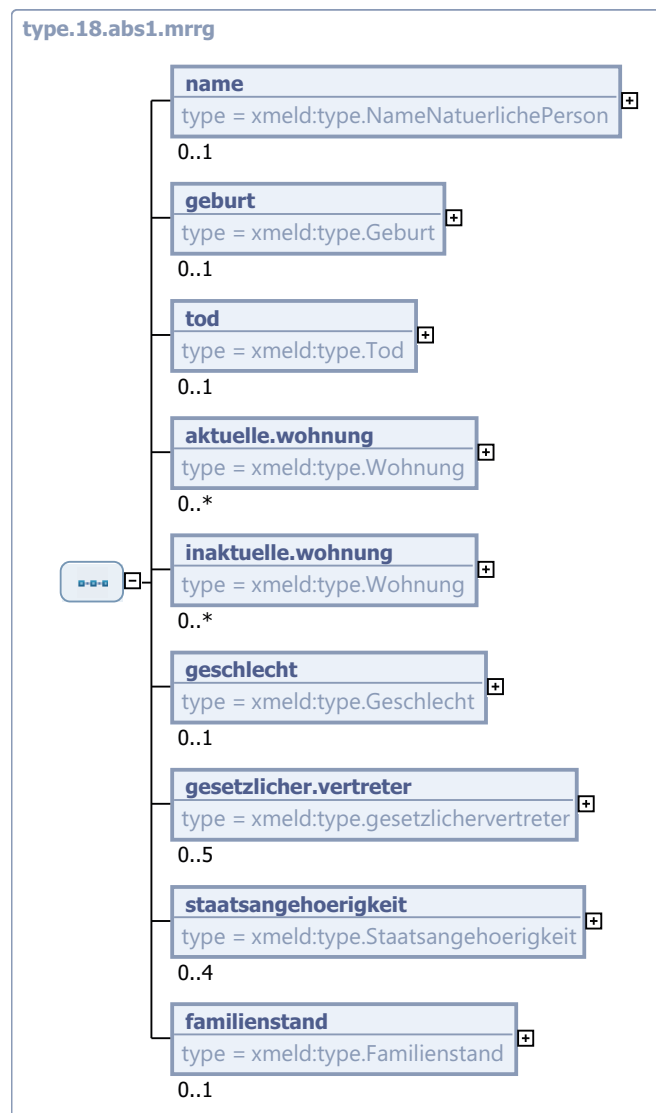 type.18.abs1.mrrg
name
type = xmeld:type.NameNatuerlichePerson
0..1
geburt
type = xmeld:type.Geburt
0..1
tod
type = xmeld:type.Tod
0..1
aktuelle.wohnung
type = xmeld:type.Wohnung
0..*
inaktuelle.wohnung
type = xmeld:type.Wohnung
0..*
geschlecht
type = xmeld:type.Geschlecht
0..1
gesetzlicher.vertreter
type = xmeld:type.gesetzlichervertreter
0..5
staatsangehoerigkeit
type = xmeld:type.Staatsangehoerigkeit
0..4
familienstand
type = xmeld:type.Familienstand
0..1